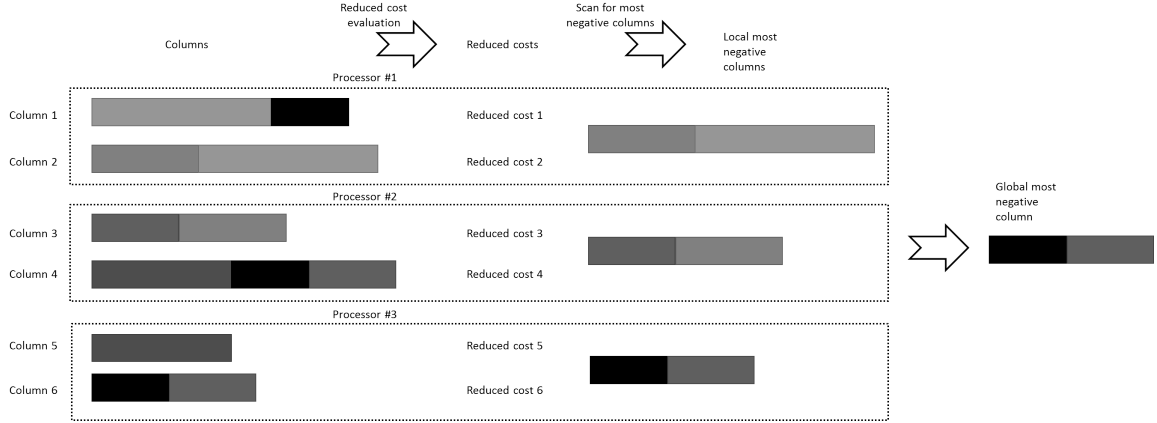 Reduced cost
evaluation
Scan for most
negative columns
Columns
Reduced costs
Local most
negative
columns
Processor #1
Column 1
Reduced cost 1
Column 2
Reduced cost 2
Processor #2
Column 3
Reduced cost 3
Column 4
Reduced cost 4
Global most
negative
column
Processor #3
Column 5
Reduced cost 5
Column 6
Reduced cost 6